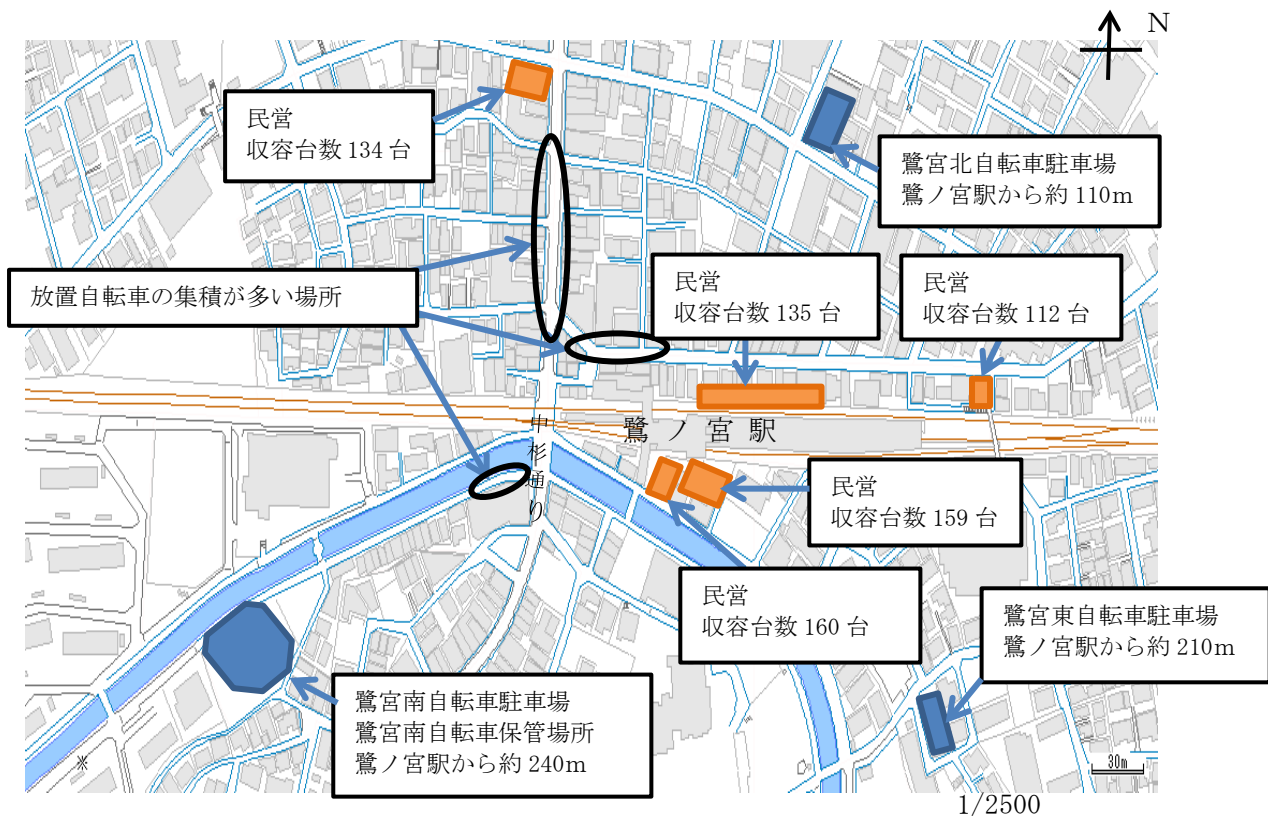 N
民営
収容台数 134 台
鷺宮北自転車駐車場
鷺ノ宮駅から約 110m
放置自転車の集積が多い場所
民営
収容台数 135 台
民営
収容台数 112 台
鷺ノ宮駅
中杉通り
民営
収容台数 159 台
民営
収容台数 160 台
鷺宮東自転車駐車場
鷺ノ宮駅から約 210m
鷺宮南自転車駐車場
鷺宮南自転車保管場所
鷺ノ宮駅から約 240m
30m
1/2500